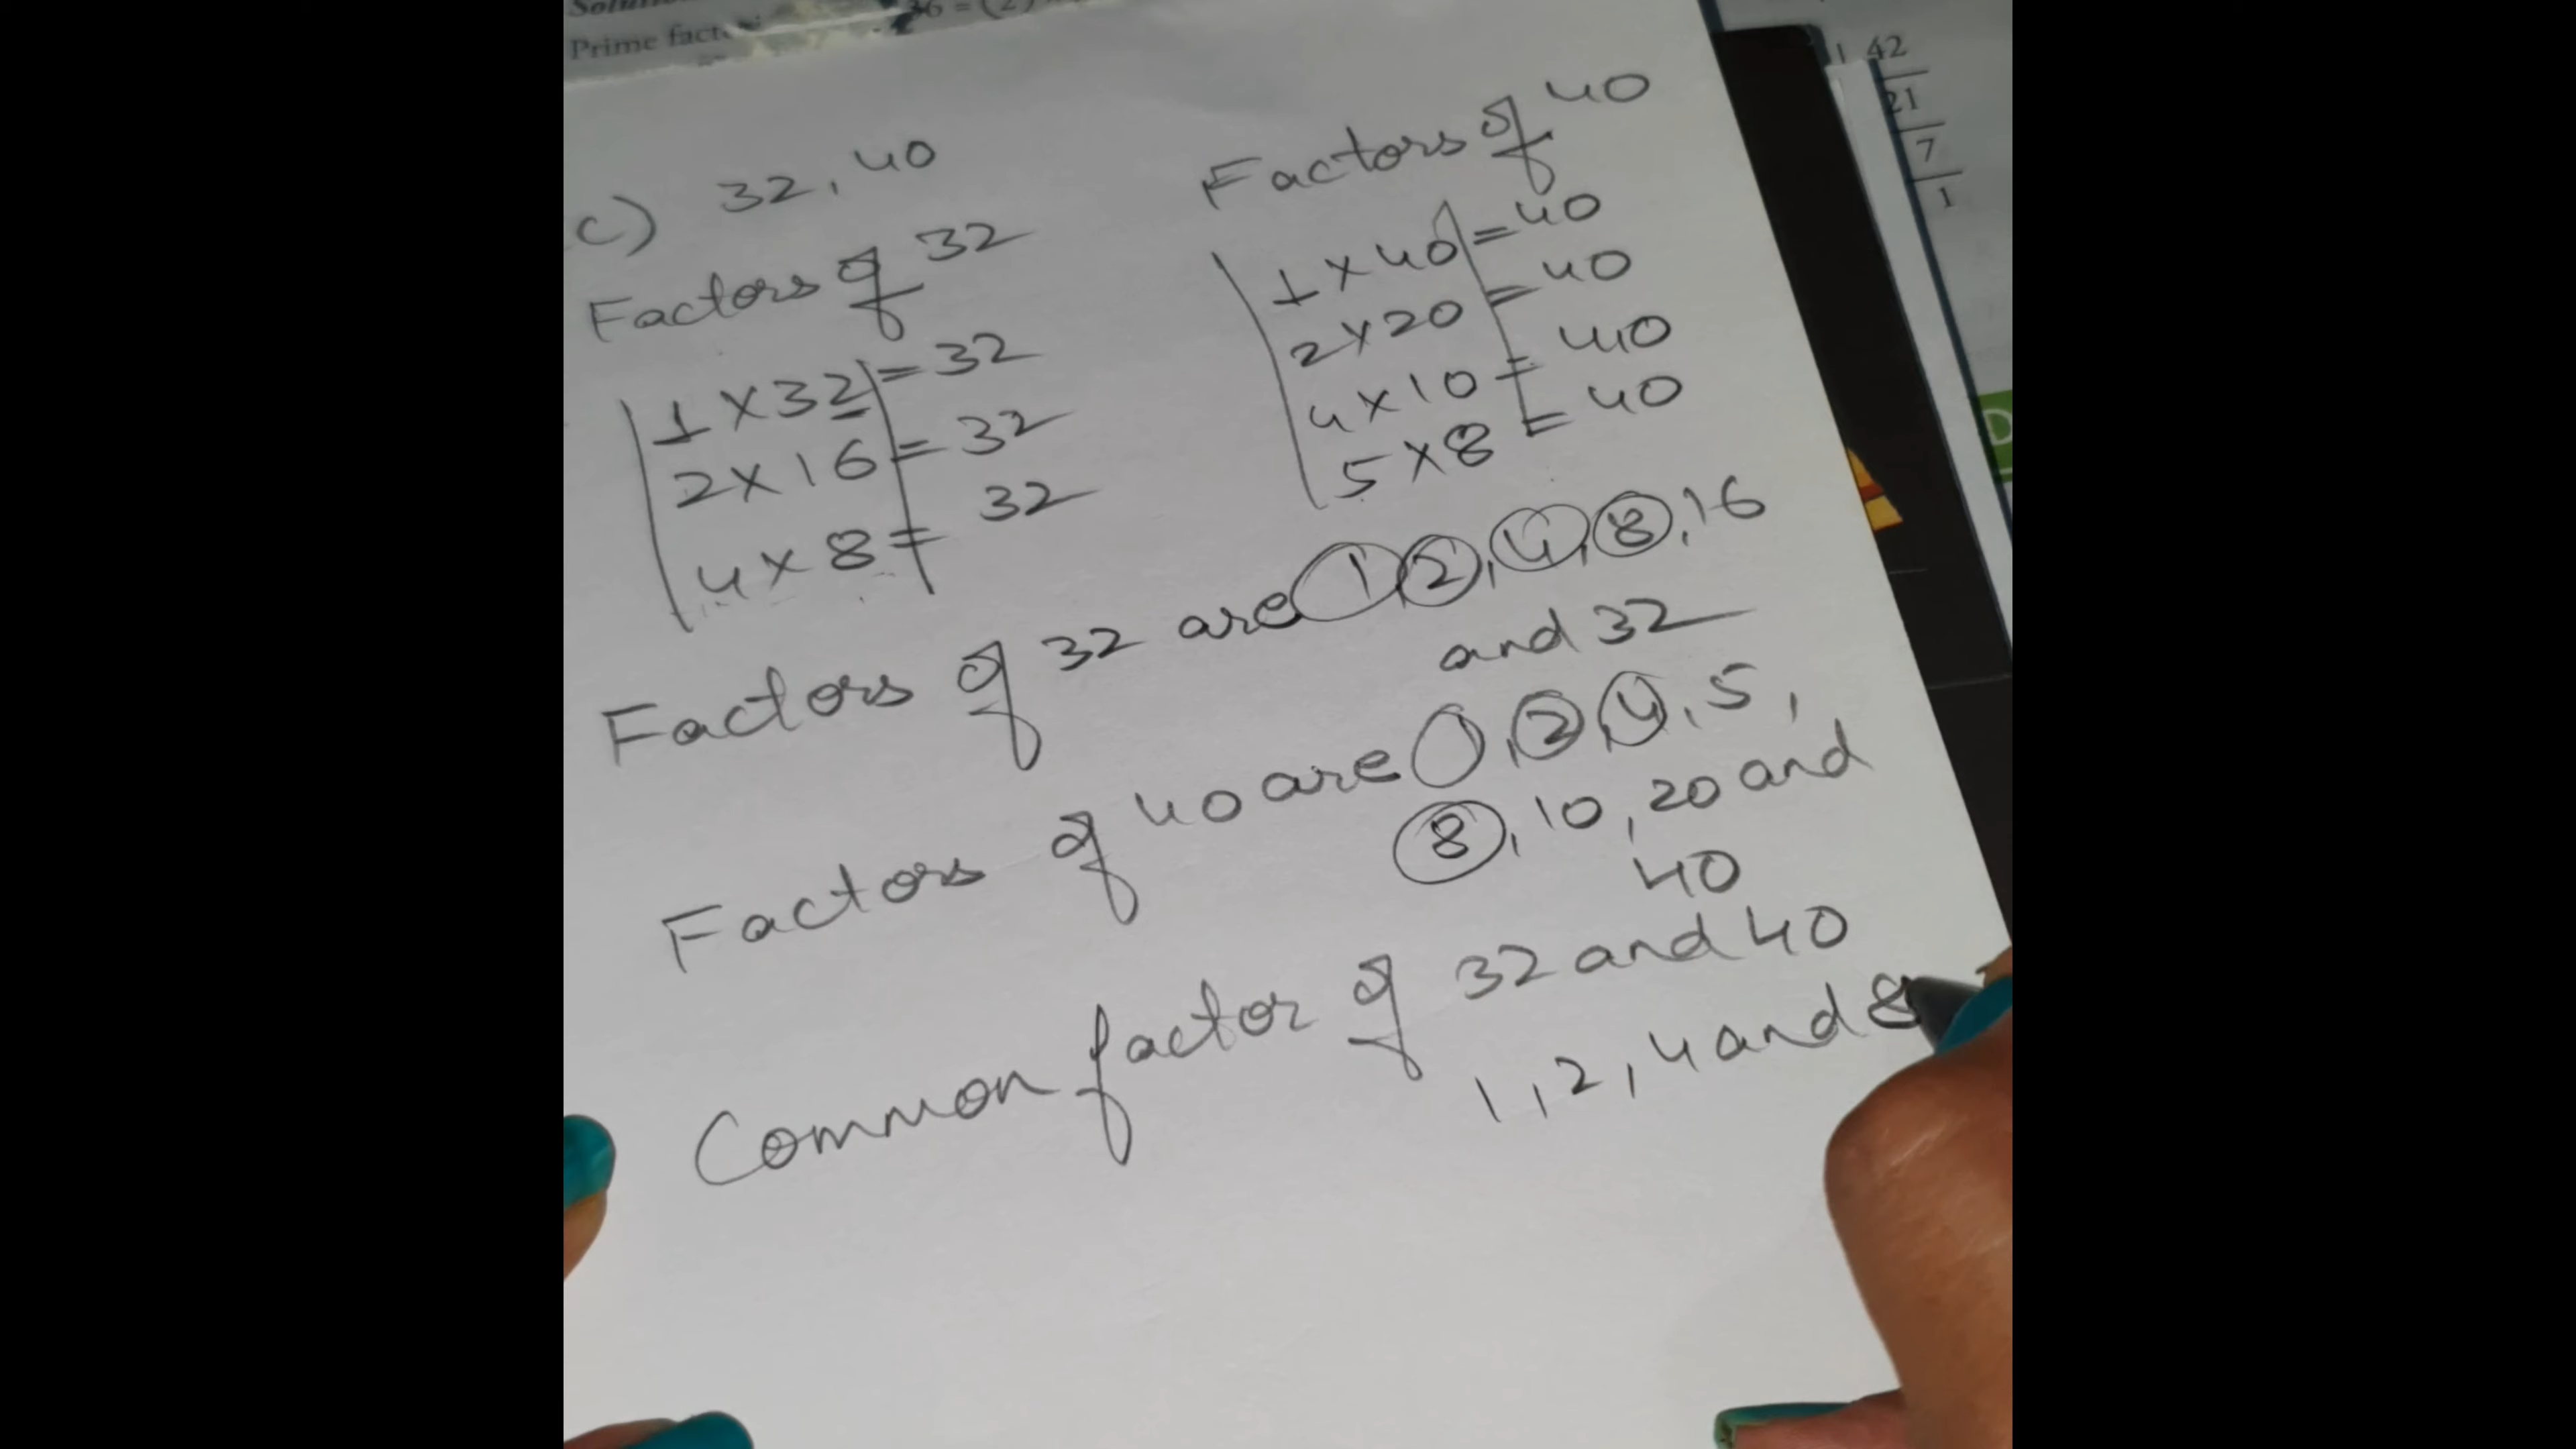 36 = (2)
Prime
42
21
7
1
D
C) 32, 40
Factors of 32
1 x 32 = 32
2 x 16 = 32
4 x 8 = 32
Factors of 40
1 x 40 = 40
2 x 20 = 40
4 x 10 = 40
5 x 8 = 40
Factors of 32 are 1, 2, 4, 8, 16
and 32
Factors of 40 are 1, 2, 4, 5,
8, 10, 20 and
40
Common factor of 32 and 40
1, 2, 4 and 8